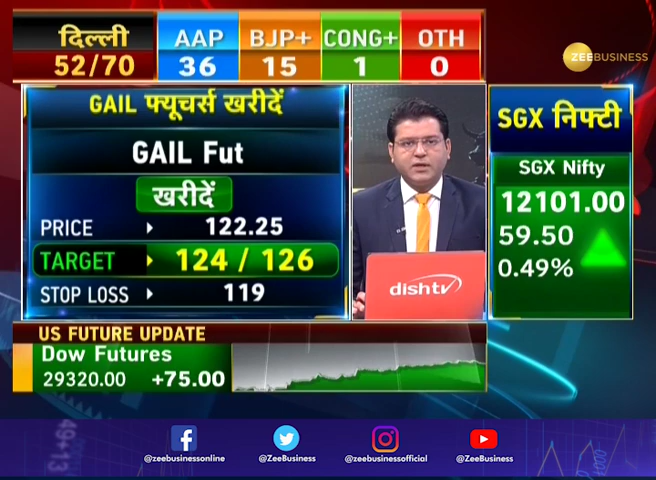 दिल्ली
52/70
AAP
36
BJP+
15
CONG+
1
OTH
0
ZEEBUSINESS
GAIL फ्यूचर्स खरीदें
GAIL Fut
खरीदें
PRICE 122.25
TARGET 124 / 126
STOP LOSS 119
dishtv
SGX निफ्टी
SGX Nifty
12101.00
59.50
0.49%
US FUTURE UPDATE
Dow Futures
29320.00 +75.00
@zeebusinessonline
@ZeeBusiness
@zeebusinessofficial
@ZeeBusiness